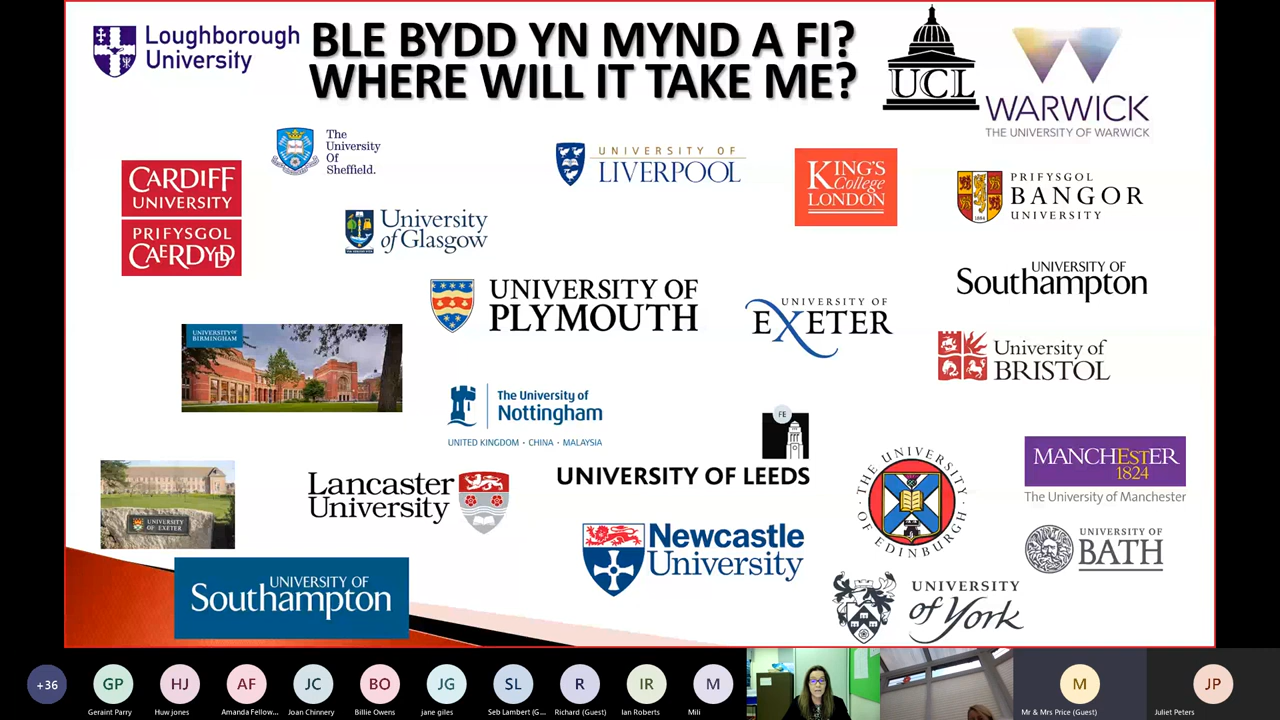 Loughborough
University
BLE BYDD YN MYND A FI?
WHERE WILL IT TAKE ME?
UCL
WARWICK
THE UNIVERSITY OF WARWICK
The
University
Of
Sheffield.
UNIVERSITY OF
LIVERPOOL
KING'S
College
LONDON
PRIFYSGOL
BANGOR
UNIVERSITY
CARDIFF
UNIVERSITY
PRIFYSGOL
CAERDYDD
University
of Glasgow
UNIVERSITY OF
PLYMOUTH
UNIVERSITY OF
EXETER
UNIVERSITY OF
Southampton
UNIVERSITY OF
BIRMINGHAM
University of
BRISTOL
The University of
Nottingham
UNITED KINGDOM · CHINA · MALAYSIA
FE
UNIVERSITY OF LEEDS
THE UNIVERSITY OF EDINBURGH
MANCHESTER
1824
The University of Manchester
UNIVERSITY
OF EXETER
Lancaster
University
Newcastle
University
UNIVERSITY OF
BATH
UNIVERSITY OF
Southampton
UNIVERSITY
of York
+36
GP
HJ
AF
JC
BO
JG
SL
R
IR
M
M
JP
Geraint Parry
Huw jones
Amanda Fellow...
Joan Chinnery
Billie Owens
jane giles
Seb Lambert (G...
Richard (Guest)
Ian Roberts
Mili
Mr & Mrs Price (Guest)
Juliet Peters